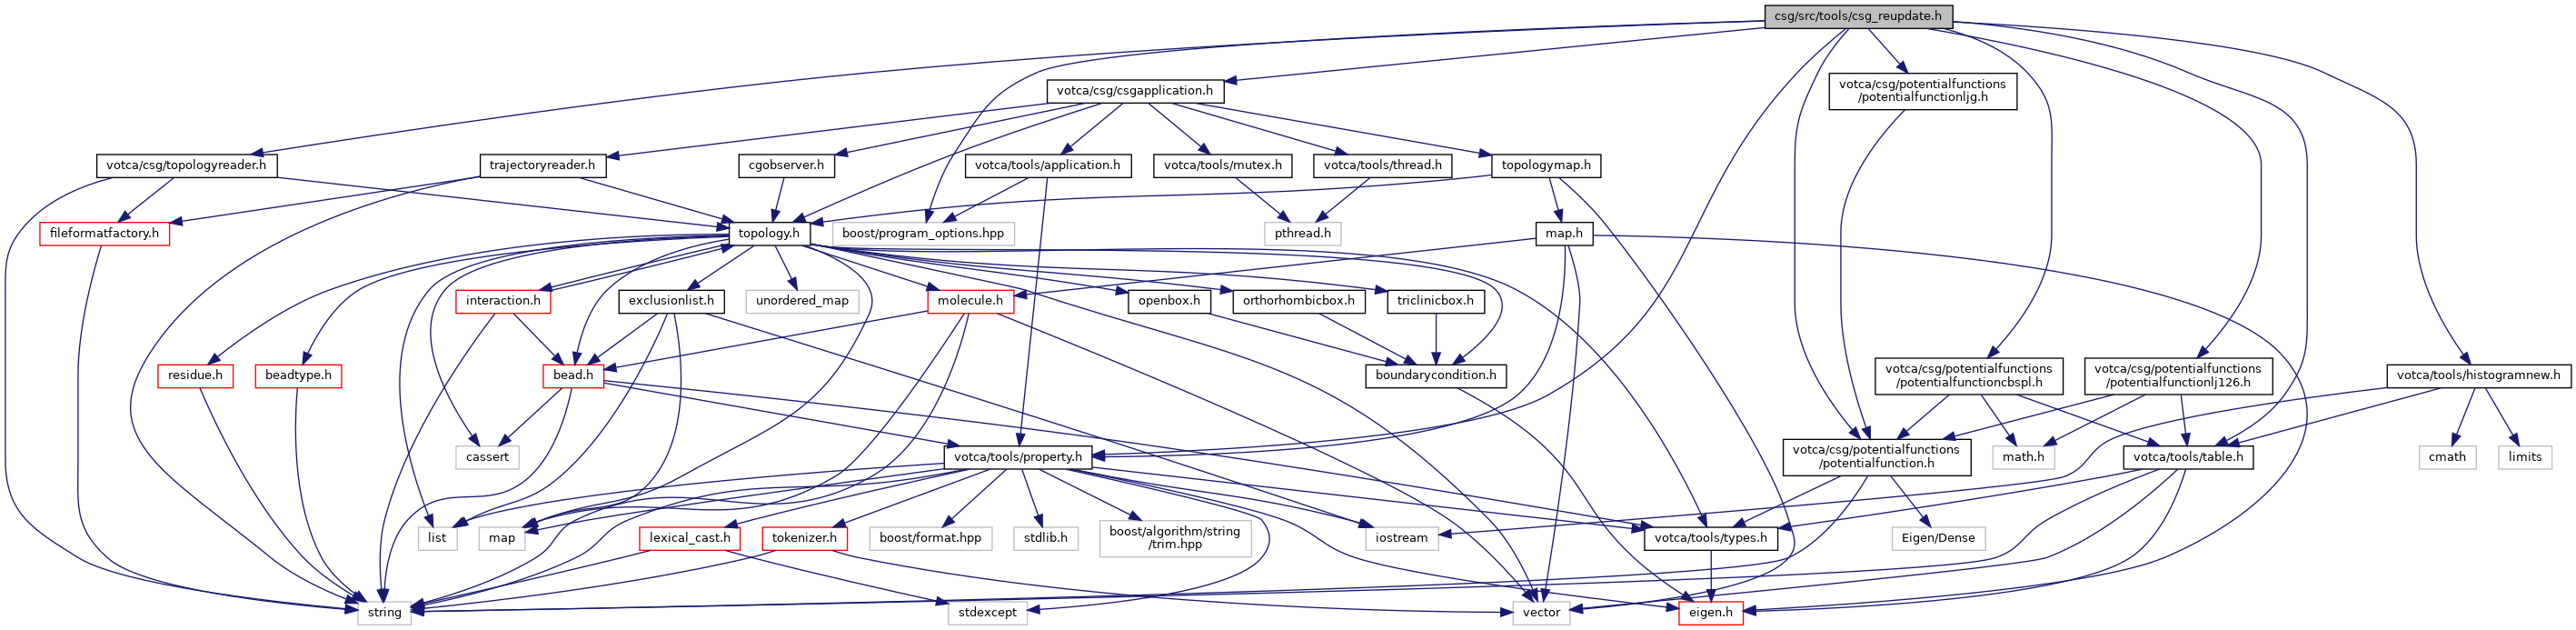 csg/src/tools/csg_reupdate.h
votca/csg/csgapplication.h
votca/csg/potentialfunctions
/potentialfunctionljg.h
votca/csg/topologyreader.h
trajectoryreader.h
cgobserver.h
votca/tools/application.h
votca/tools/mutex.h
votca/tools/thread.h
topologymap.h
fileformatfactory.h
topology.h
boost/program_options.hpp
pthread.h
map.h
interaction.h
exclusionlist.h
unordered_map
molecule.h
openbox.h
orthorhombicbox.h
triclinicbox.h
residue.h
beadtype.h
bead.h
boundarycondition.h
votca/csg/potentialfunctions
/potentialfunctioncbspl.h
votca/csg/potentialfunctions
/potentialfunctionlj126.h
votca/tools/histogramnew.h
cassert
votca/tools/property.h
votca/csg/potentialfunctions
/potentialfunction.h
math.h
votca/tools/table.h
cmath
limits
list
map
lexical_cast.h
tokenizer.h
boost/format.hpp
stdlib.h
boost/algorithm/string
/trim.hpp
iostream
votca/tools/types.h
Eigen/Dense
string
stdexcept
vector
eigen.h